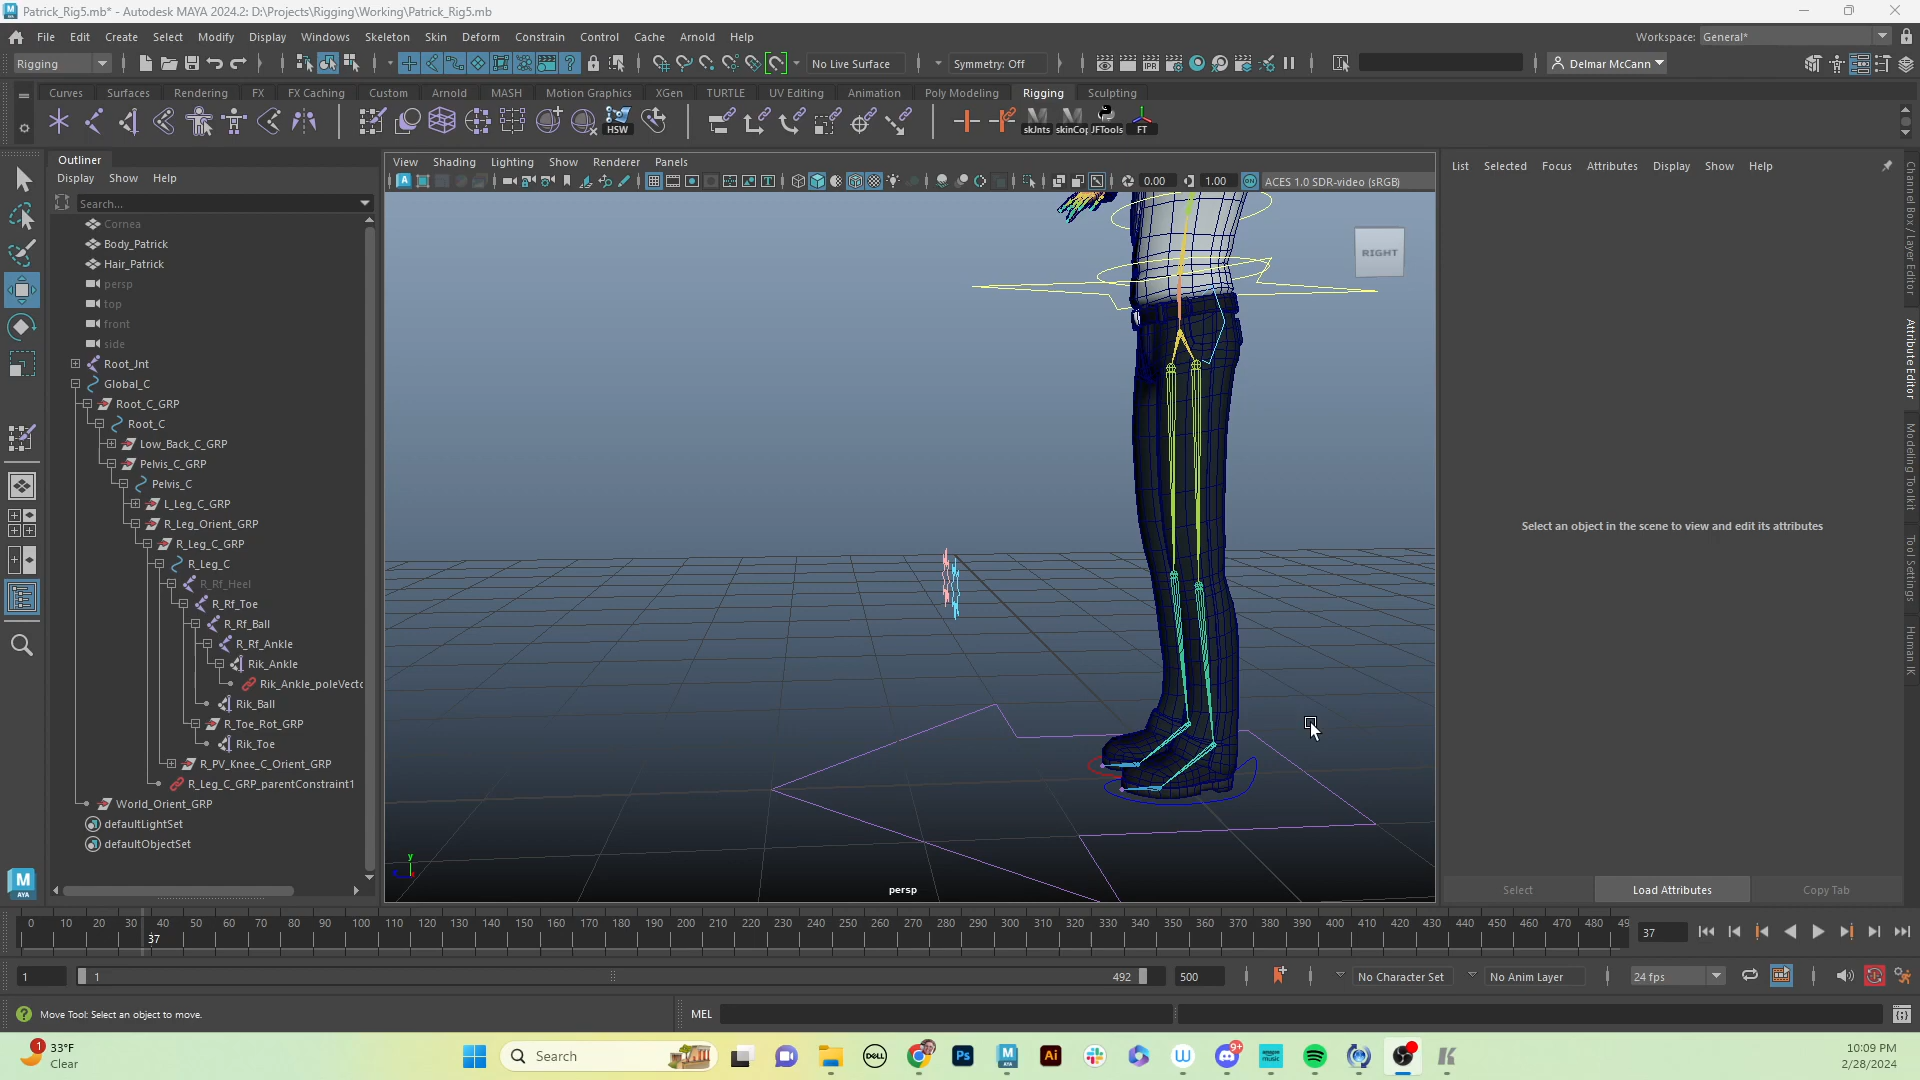 Patrick_Rig5.mb* - Autodesk MAYA 2024.2: D:\Projects\Rigging\Working\Patrick_Rig5.mb
File Edit Create Select Modify Display Windows Skeleton Skin Deform Constrain Control Cache Arnold Help
Workspace: General*
Rigging
No Live Surface
Symmetry: Off
Delmar McCann
Curves Surfaces Rendering FX FX Caching Custom Arnold MASH Motion Graphics XGen TURTLE UV Editing Animation Poly Modeling Rigging Sculpting
HSW
skJnts skinCop JFTools FT
Outliner
Display Show Help
Search...
Cornea
Body_Patrick
Hair_Patrick
persp
top
front
side
Root_Jnt
Global_C
Root_C_GRP
Root_C
Low_Back_C_GRP
Pelvis_C_GRP
Pelvis_C
L_Leg_C_GRP
R_Leg_Orient_GRP
R_Leg_C_GRP
R_Leg_C
R_Rf_Heel
R_Rf_Toe
R_Rf_Ball
R_Rf_Ankle
Rik_Ankle
Rik_Ankle_poleVectc
Rik_Ball
R_Toe_Rot_GRP
Rik_Toe
R_PV_Knee_C_Orient_GRP
R_Leg_C_GRP_parentConstraint1
World_Orient_GRP
defaultLightSet
defaultObjectSet
View Shading Lighting Show Renderer Panels
0.00 1.00 ON ACES 1.0 SDR-video (sRGB)
RIGHT
y
persp
List Selected Focus Attributes Display Show Help
Select an object in the scene to view and edit its attributes
Select Load Attributes Copy Tab
Channel Box / Layer Editor
Attribute Editor
Modeling Toolkit
Tool Settings
Human IK
0 10 20 30 40 50 60 70 80 90 100 110 120 130 140 150 160 170 180 190 200 210 220 230 240 250 260 270 280 290 300 310 320 330 340 350 360 370 380 390 400 410 420 430 440 450 460 470 480 49
37
37
1 1 492 500 No Character Set No Anim Layer 24 fps
Move Tool: Select an object to move.
MEL
1 33°F
Clear
Search
DELL
Ps
Ai
9+
10:09 PM
2/28/2024